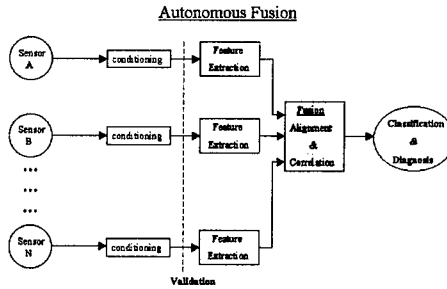 Autonomous Fusion
Sensor
A
conditioning
Feature
Extraction
Sensor
B
conditioning
Feature
Extraction
Fusion
Alignment
&
Correlation
Classification
&
Diagnosis
...
...
...
Sensor
N
conditioning
Feature
Extraction
Validation